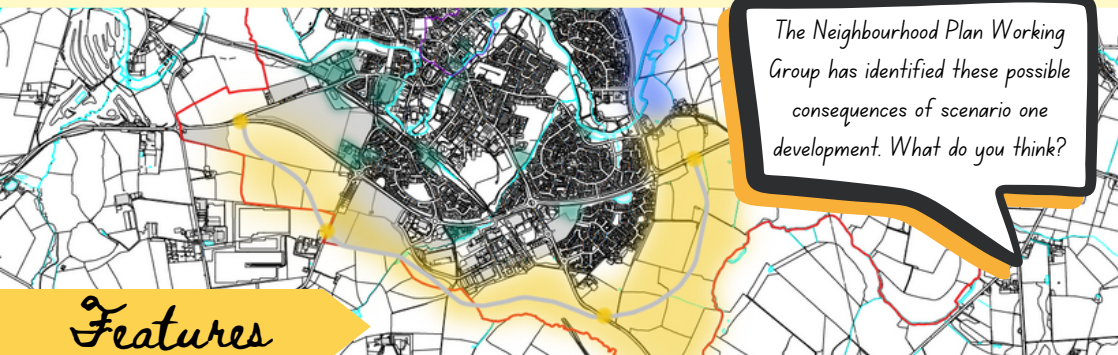 The Neighbourhood Plan Working
Group has identified these possible
consequences of scenario one
development. What do you think?
Features